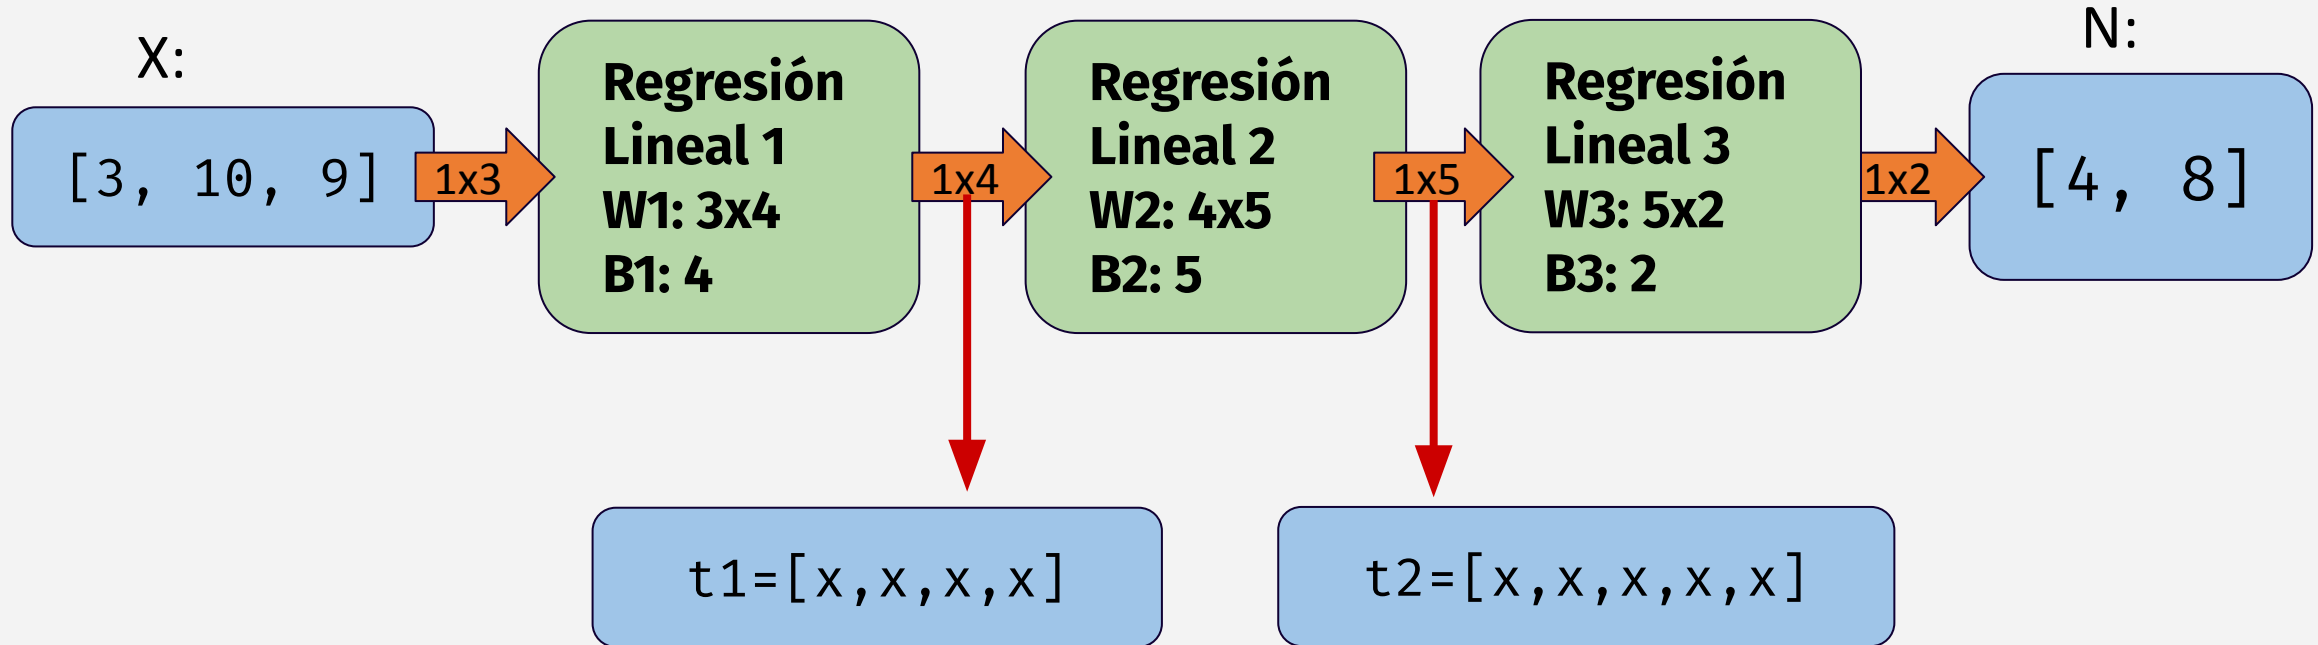 X:
[3, 10, 9]
1x3
Regresión
Lineal 1
W1: 3x4
B1: 4
1x4
Regresión
Lineal 2
W2: 4x5
B2: 5
1x5
Regresión
Lineal 3
W3: 5x2
B3: 2
1x2
N:
[4, 8]
t1=[x,x,x,x]
t2=[x,x,x,x,x]